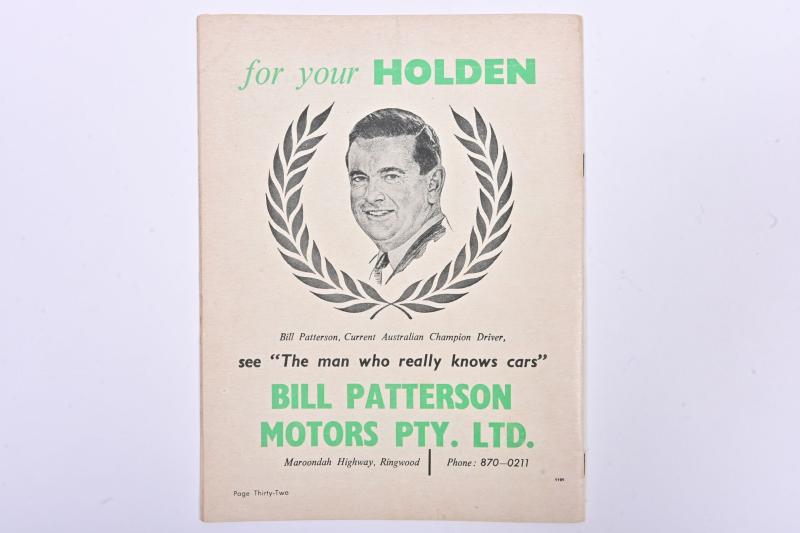 for your HOLDEN
Bill Patterson, Current Australian Champion Driver,
see "The man who really knows cars"
BILL PATTERSON
MOTORS PTY. LTD.
Maroondah Highway, Ringwood | Phone: 870—0211
Page Thirty-Two